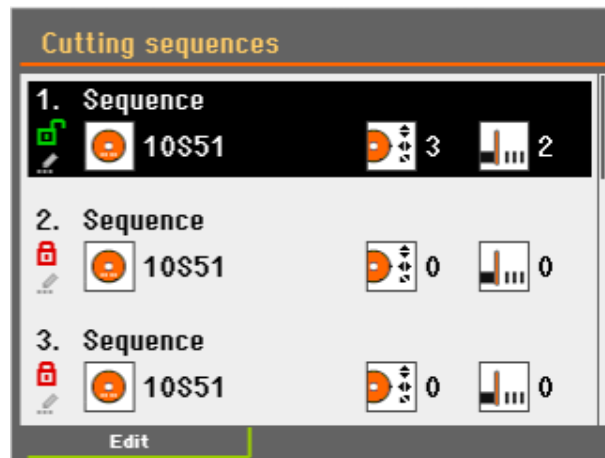 Cutting sequences
1. Sequence
10S51 3 2
2. Sequence
10S51 0 0
3. Sequence
10S51 0 0
Edit